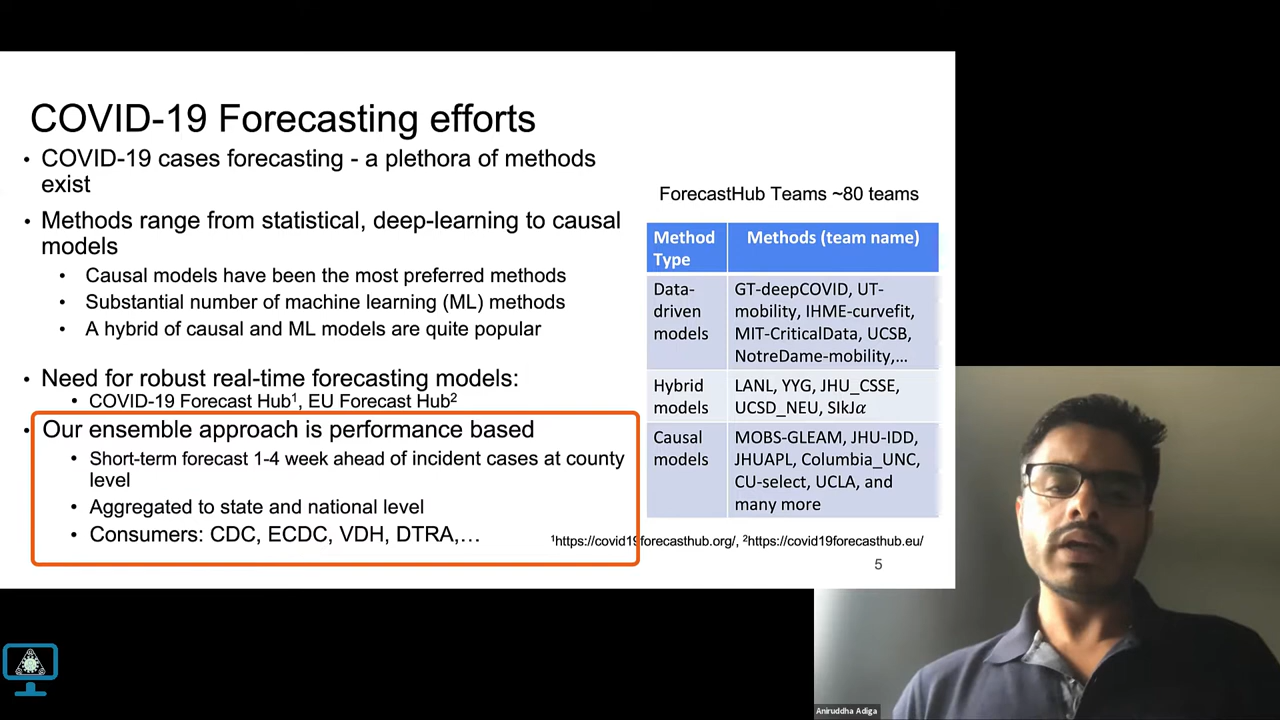 COVID-19 Forecasting efforts
• COVID-19 cases forecasting - a plethora of methods
exist
• Methods range from statistical, deep-learning to causal
models
• Causal models have been the most preferred methods
• Substantial number of machine learning (ML) methods
• A hybrid of causal and ML models are quite popular
• Need for robust real-time forecasting models:
• COVID-19 Forecast Hub¹, EU Forecast Hub²
• Our ensemble approach is performance based
• Short-term forecast 1-4 week ahead of incident cases at county
level
• Aggregated to state and national level
• Consumers: CDC, ECDC, VDH, DTRA,…
ForecastHub Teams ~80 teams
Method
Type
Methods (team name)
Data-
driven
models
GT-deepCOVID, UT-
mobility, IHME-curvefit,
MIT-CriticalData, UCSB,
NotreDame-mobility,…
Hybrid
models
LANL, YYG, JHU_CSSE,
UCSD_NEU, SIkJα
Causal
models
MOBS-GLEAM, JHU-IDD,
JHUAPL, Columbia_UNC,
CU-select, UCLA, and
many more
¹https://covid19forecasthub.org/, ²https://covid19forecasthub.eu/
5
Aniruddha Adiga